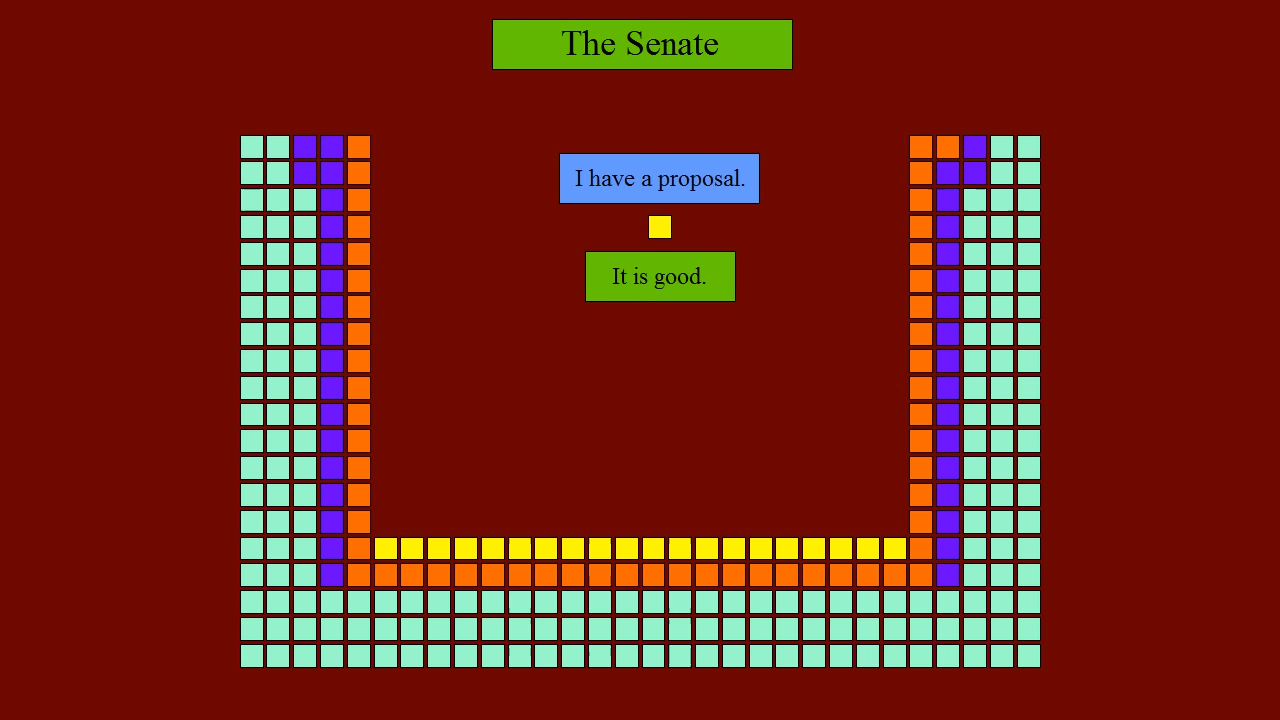 The Senate
I have a proposal.
It is good.